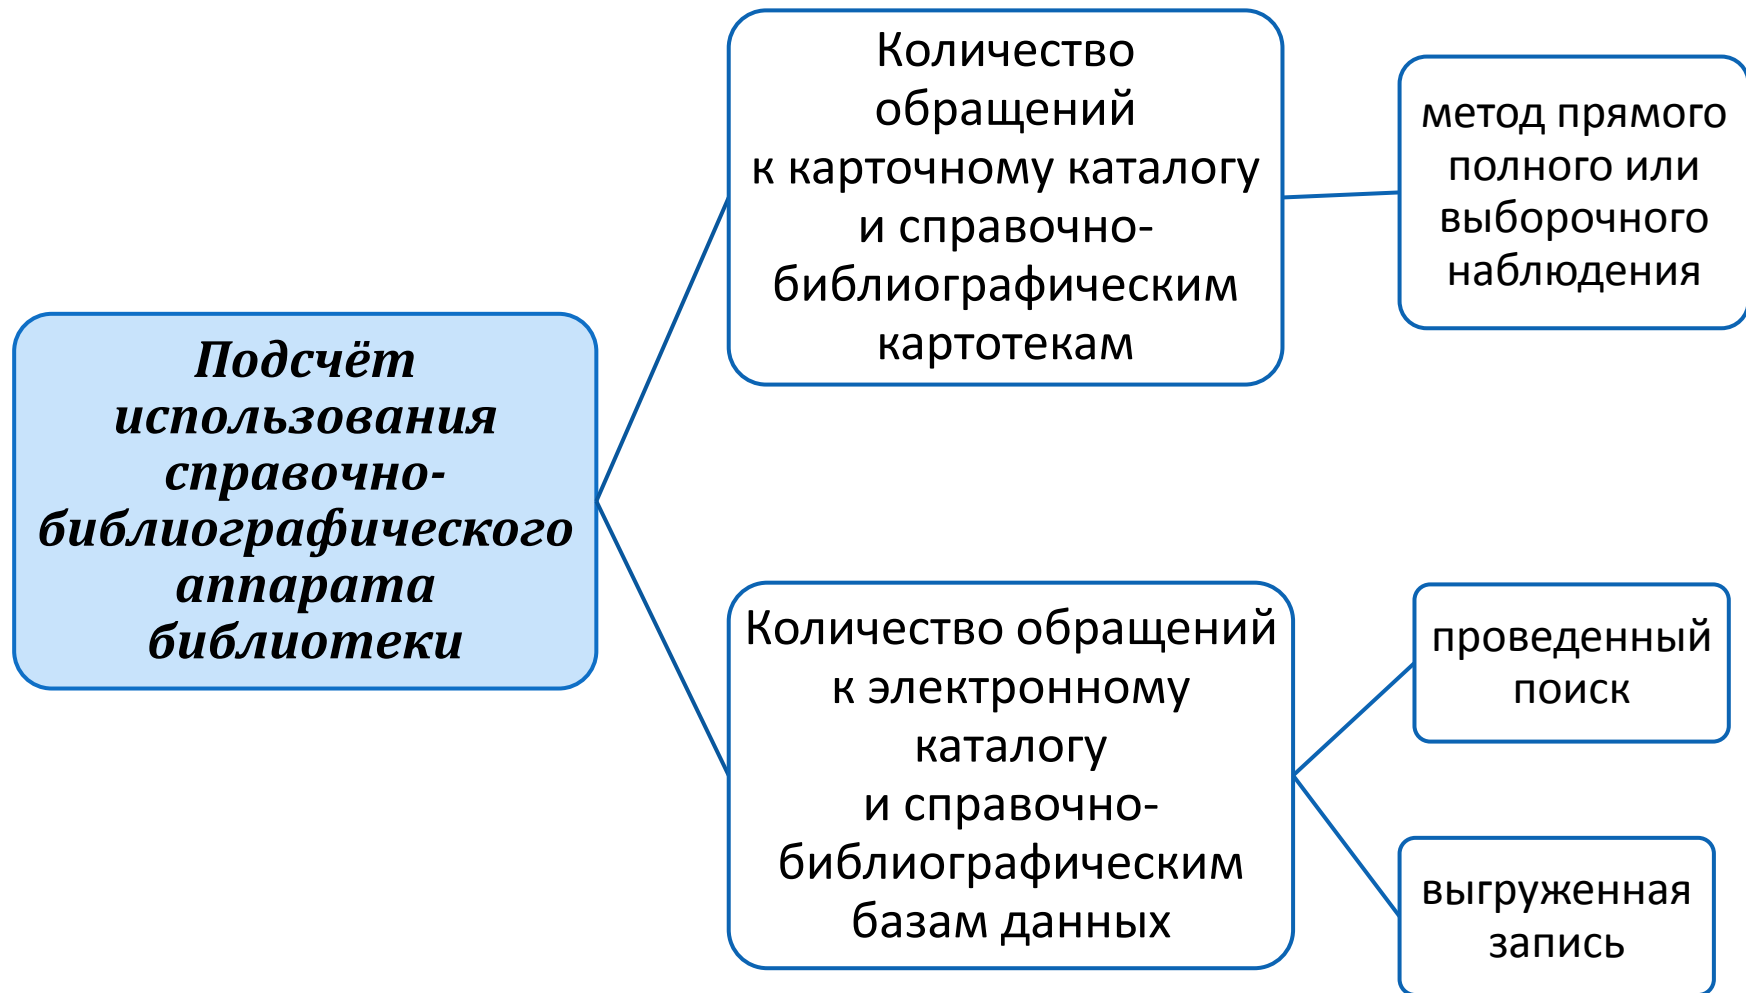 Подсчёт
использования
справочно-
библиографического
аппарата
библиотеки
Количество
обращений
к карточному каталогу
и справочно-
библиографическим
картотекам
метод прямого
полного или
выборочного
наблюдения
Количество обращений
к электронному
каталогу
и справочно-
библиографическим
базам данных
проведенный
поиск
выгруженная
запись